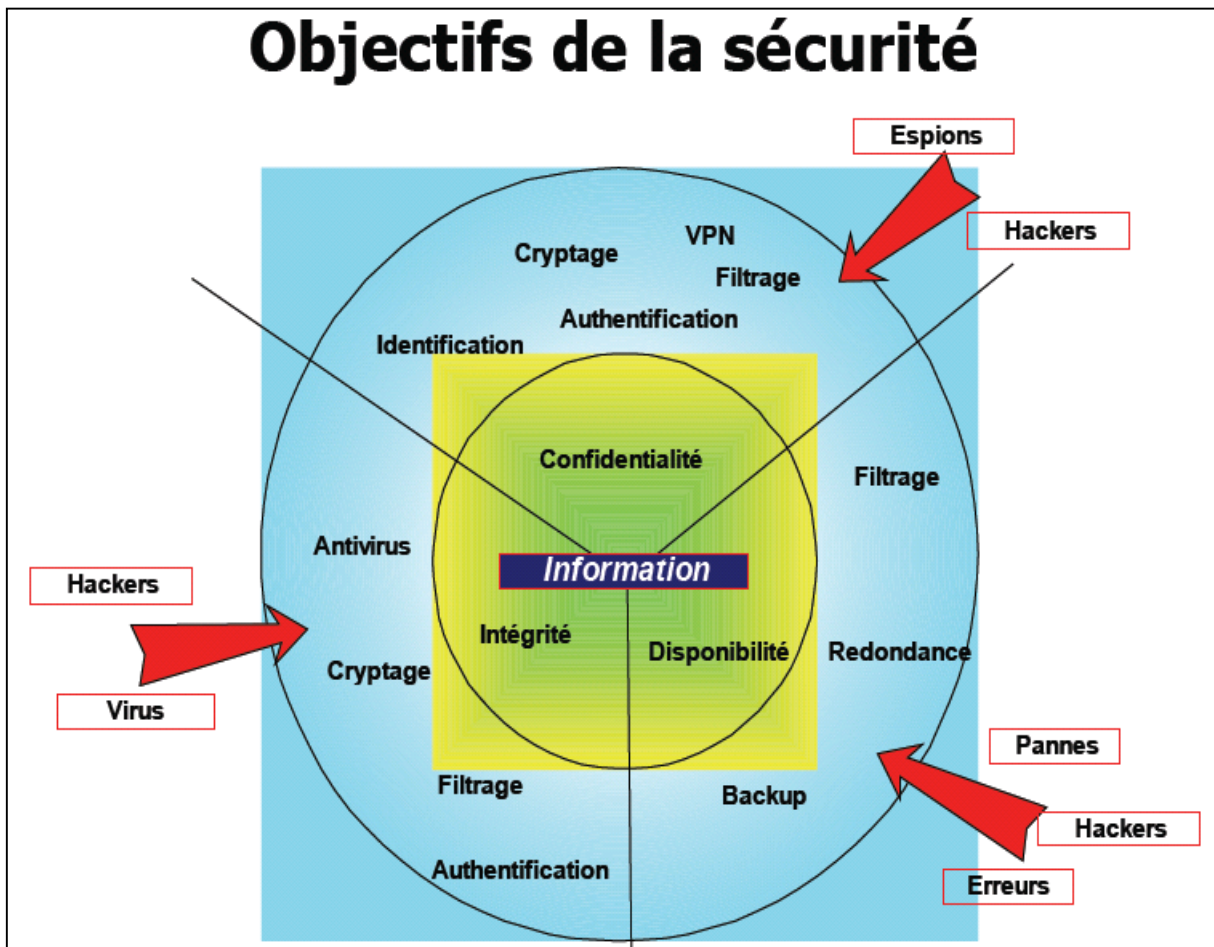 Objectifs de la sécurité
Espions
Hackers
VPN
Cryptage
Filtrage
Authentification
Identification
Confidentialité
Filtrage
Antivirus
Information
Hackers
Intégrité
Disponibilité
Redondance
Cryptage
Virus
Pannes
Filtrage
Backup
Hackers
Authentification
Erreurs